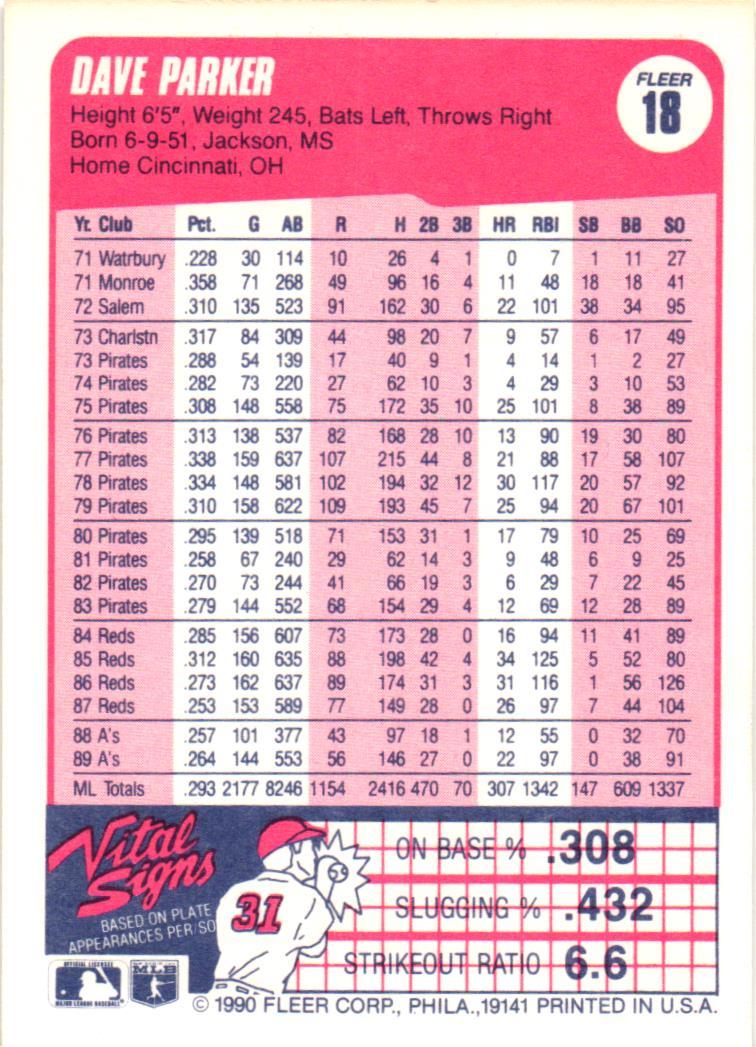 DAVE PARKER
Height 6'5", Weight 245, Bats Left, Throws Right
Born 6-9-51, Jackson, MS
Home Cincinnati, OH
FLEER
18
Yr. Club Pct. G AB R H 2B 3B HR RBI SB BB SO
71 Watrbury .228 30 114 10 26 4 1 0 7 1 11 27
71 Monroe .358 71 268 49 96 16 4 11 48 18 18 41
72 Salem .310 135 523 91 162 30 6 22 101 38 34 95
73 Charlstn .317 84 309 44 98 20 7 9 57 6 17 49
73 Pirates .288 54 139 17 40 9 1 4 14 1 2 27
74 Pirates .282 73 220 27 62 10 3 4 29 3 10 53
75 Pirates .308 148 558 75 172 35 10 25 101 8 38 89
76 Pirates .313 138 537 82 168 28 10 13 90 19 30 80
77 Pirates .338 159 637 107 215 44 8 21 88 17 58 107
78 Pirates .334 148 581 102 194 32 12 30 117 20 57 92
79 Pirates .310 158 622 109 193 45 7 25 94 20 67 101
80 Pirates .295 139 518 71 153 31 1 17 79 10 25 69
81 Pirates .258 67 240 29 62 14 3 9 48 6 9 25
82 Pirates .270 73 244 41 66 19 3 6 29 7 22 45
83 Pirates .279 144 552 68 154 29 4 12 69 12 28 89
84 Reds .285 156 607 73 173 28 0 16 94 11 41 89
85 Reds .312 160 635 88 198 42 4 34 125 5 52 80
86 Reds .273 162 637 89 174 31 3 31 116 1 56 126
87 Reds .253 153 589 77 149 28 0 26 97 7 44 104
88 A's .257 101 377 43 97 18 1 12 55 0 32 70
89 A's .264 144 553 56 146 27 0 22 97 0 38 91
ML Totals .293 2177 8246 1154 2416 470 70 307 1342 147 609 1337
Vital
Signs
BASED ON PLATE
APPEARANCES PER/SO
31
ON BASE % .308
SLUGGING % .432
STRIKEOUT RATIO 6.6
OFFICIAL LICENSEE
MAJOR LEAGUE BASEBALL
© 1990 FLEER CORP., PHILA., 19141 PRINTED IN U.S.A.